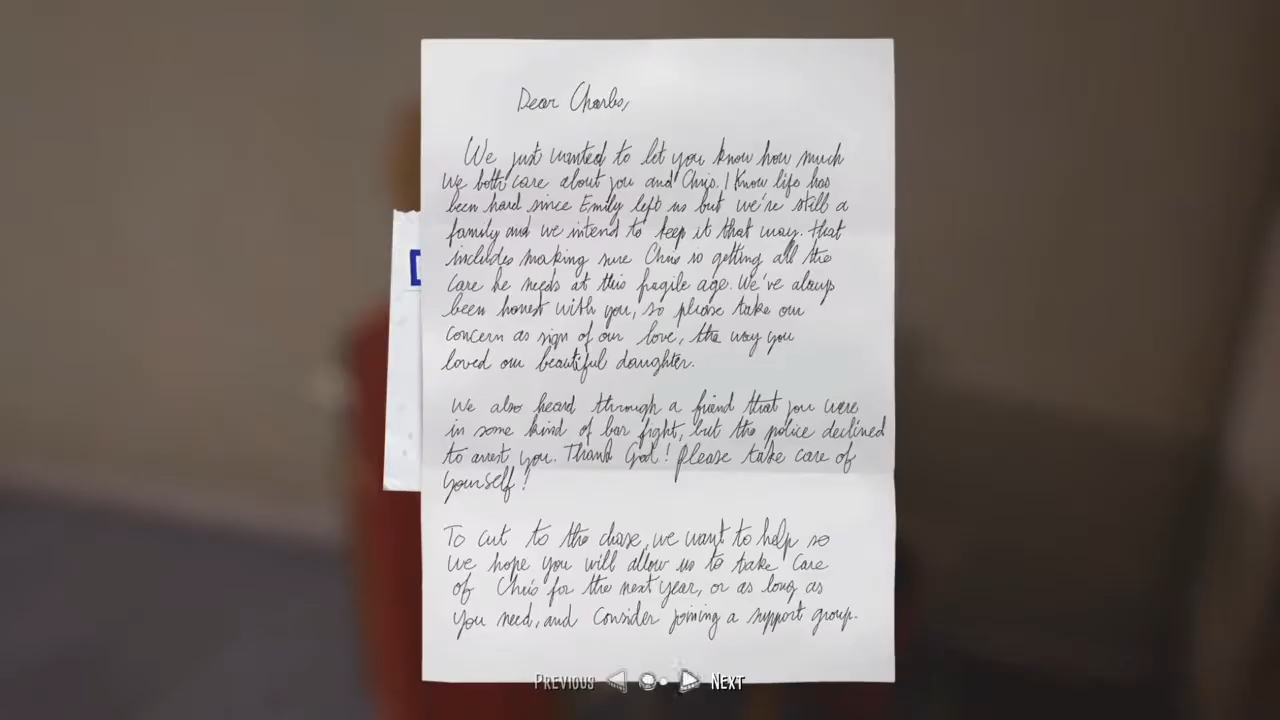 Dear Charles,
We just wanted to let you know how much
we both care about you and Chris. I know life has
been hard since Emily left us but we're still a
family and we intend to keep it that way. That
includes making sure Chris is getting all the
care he needs at this fragile age. We've always
been honest with you, so please take our
concern as sign of our love, the way you
loved our beautiful daughter.
We also heard through a friend that you were
in some kind of bar fight, but the police declined
to arrest you. Thank God! Please take care of
yourself!
To cut to the chase, we want to help so
we hope you will allow us to take care
of Chris for the next year, or as long as
you need, and consider joining a support group.
Previous Next